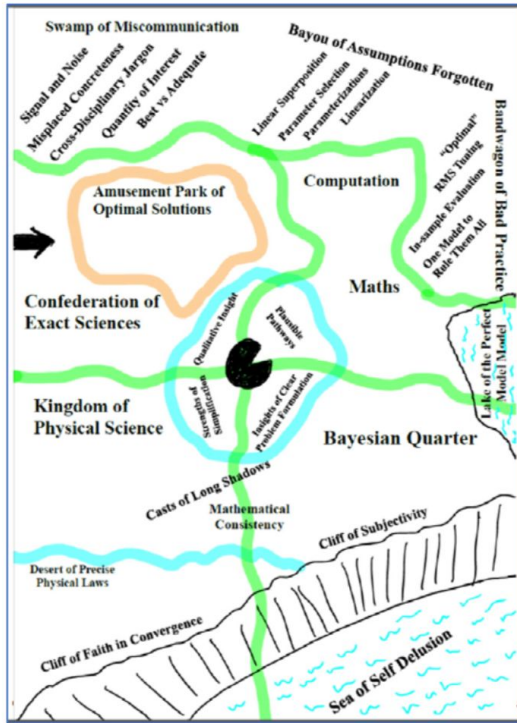 Swamp of Miscommunication
Signal and Noise
Misplaced Concreteness
Cross-Disciplinary Jargon
Quantity of Interest
Best vs Adequate
Bayou of Assumptions Forgotten
Linear Superposition
Parameter Selection
Parameterizations
Linearization
Bandwagon of Bad Practice
“Optimal”
RMS Tuning
In-sample Evaluation
One Model to
Rule Them All
Amusement Park of
Optimal Solutions
Computation
Maths
Confederation of
Exact Sciences
Qualitative Insight
Plausible
Pathways
Lake of the Perfect
Model Model
Kingdom of
Physical Science
Strengths of
Simplification
Insights of Clear
Problem Formulation
Bayesian Quarter
Casts of Long Shadows
Mathematical
Consistency
Cliff of Subjectivity
Desert of Precise
Physical Laws
Cliff of Faith in Convergence
Sea of Self Delusion